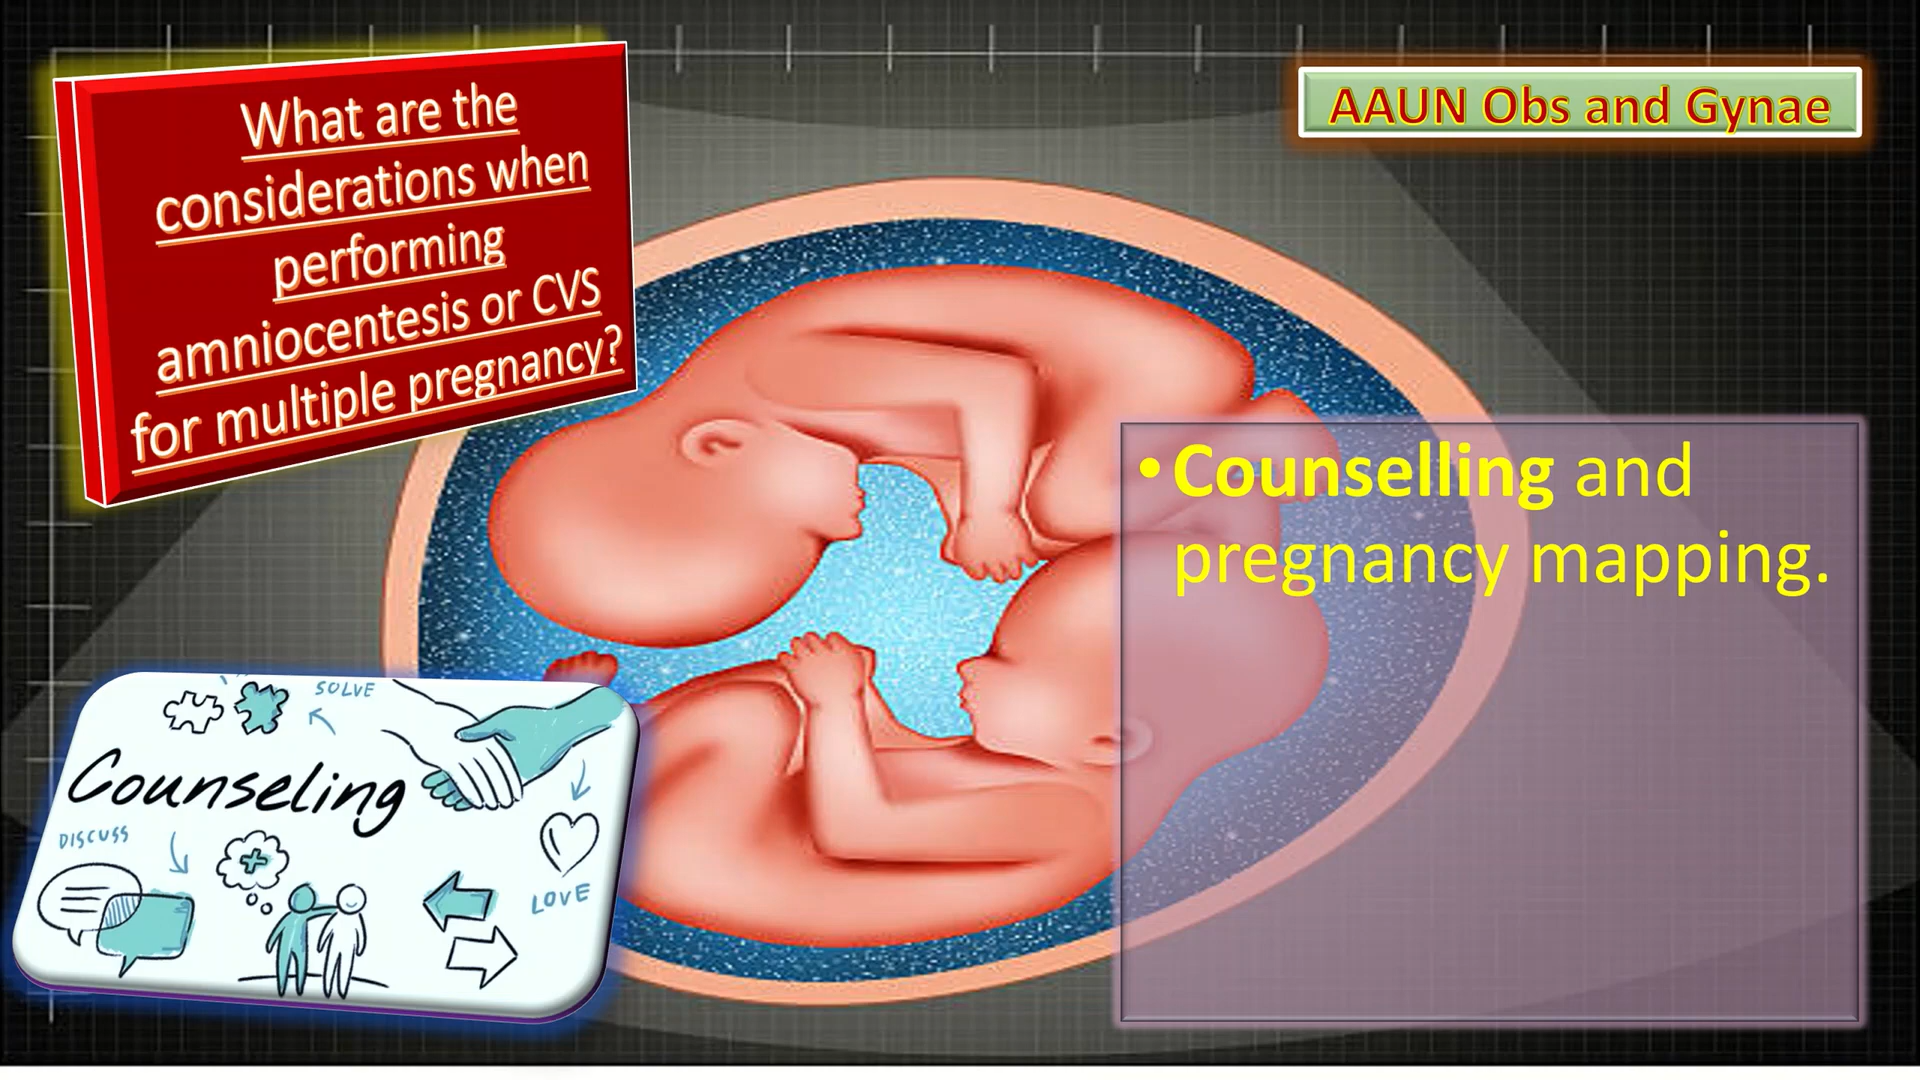 What are the
considerations when
performing
amniocentesis or CVS
for multiple pregnancy?
AAUN Obs and Gynae
•Counselling and
pregnancy mapping.
SOLVE
Counseling
DISCUSS
LOVE